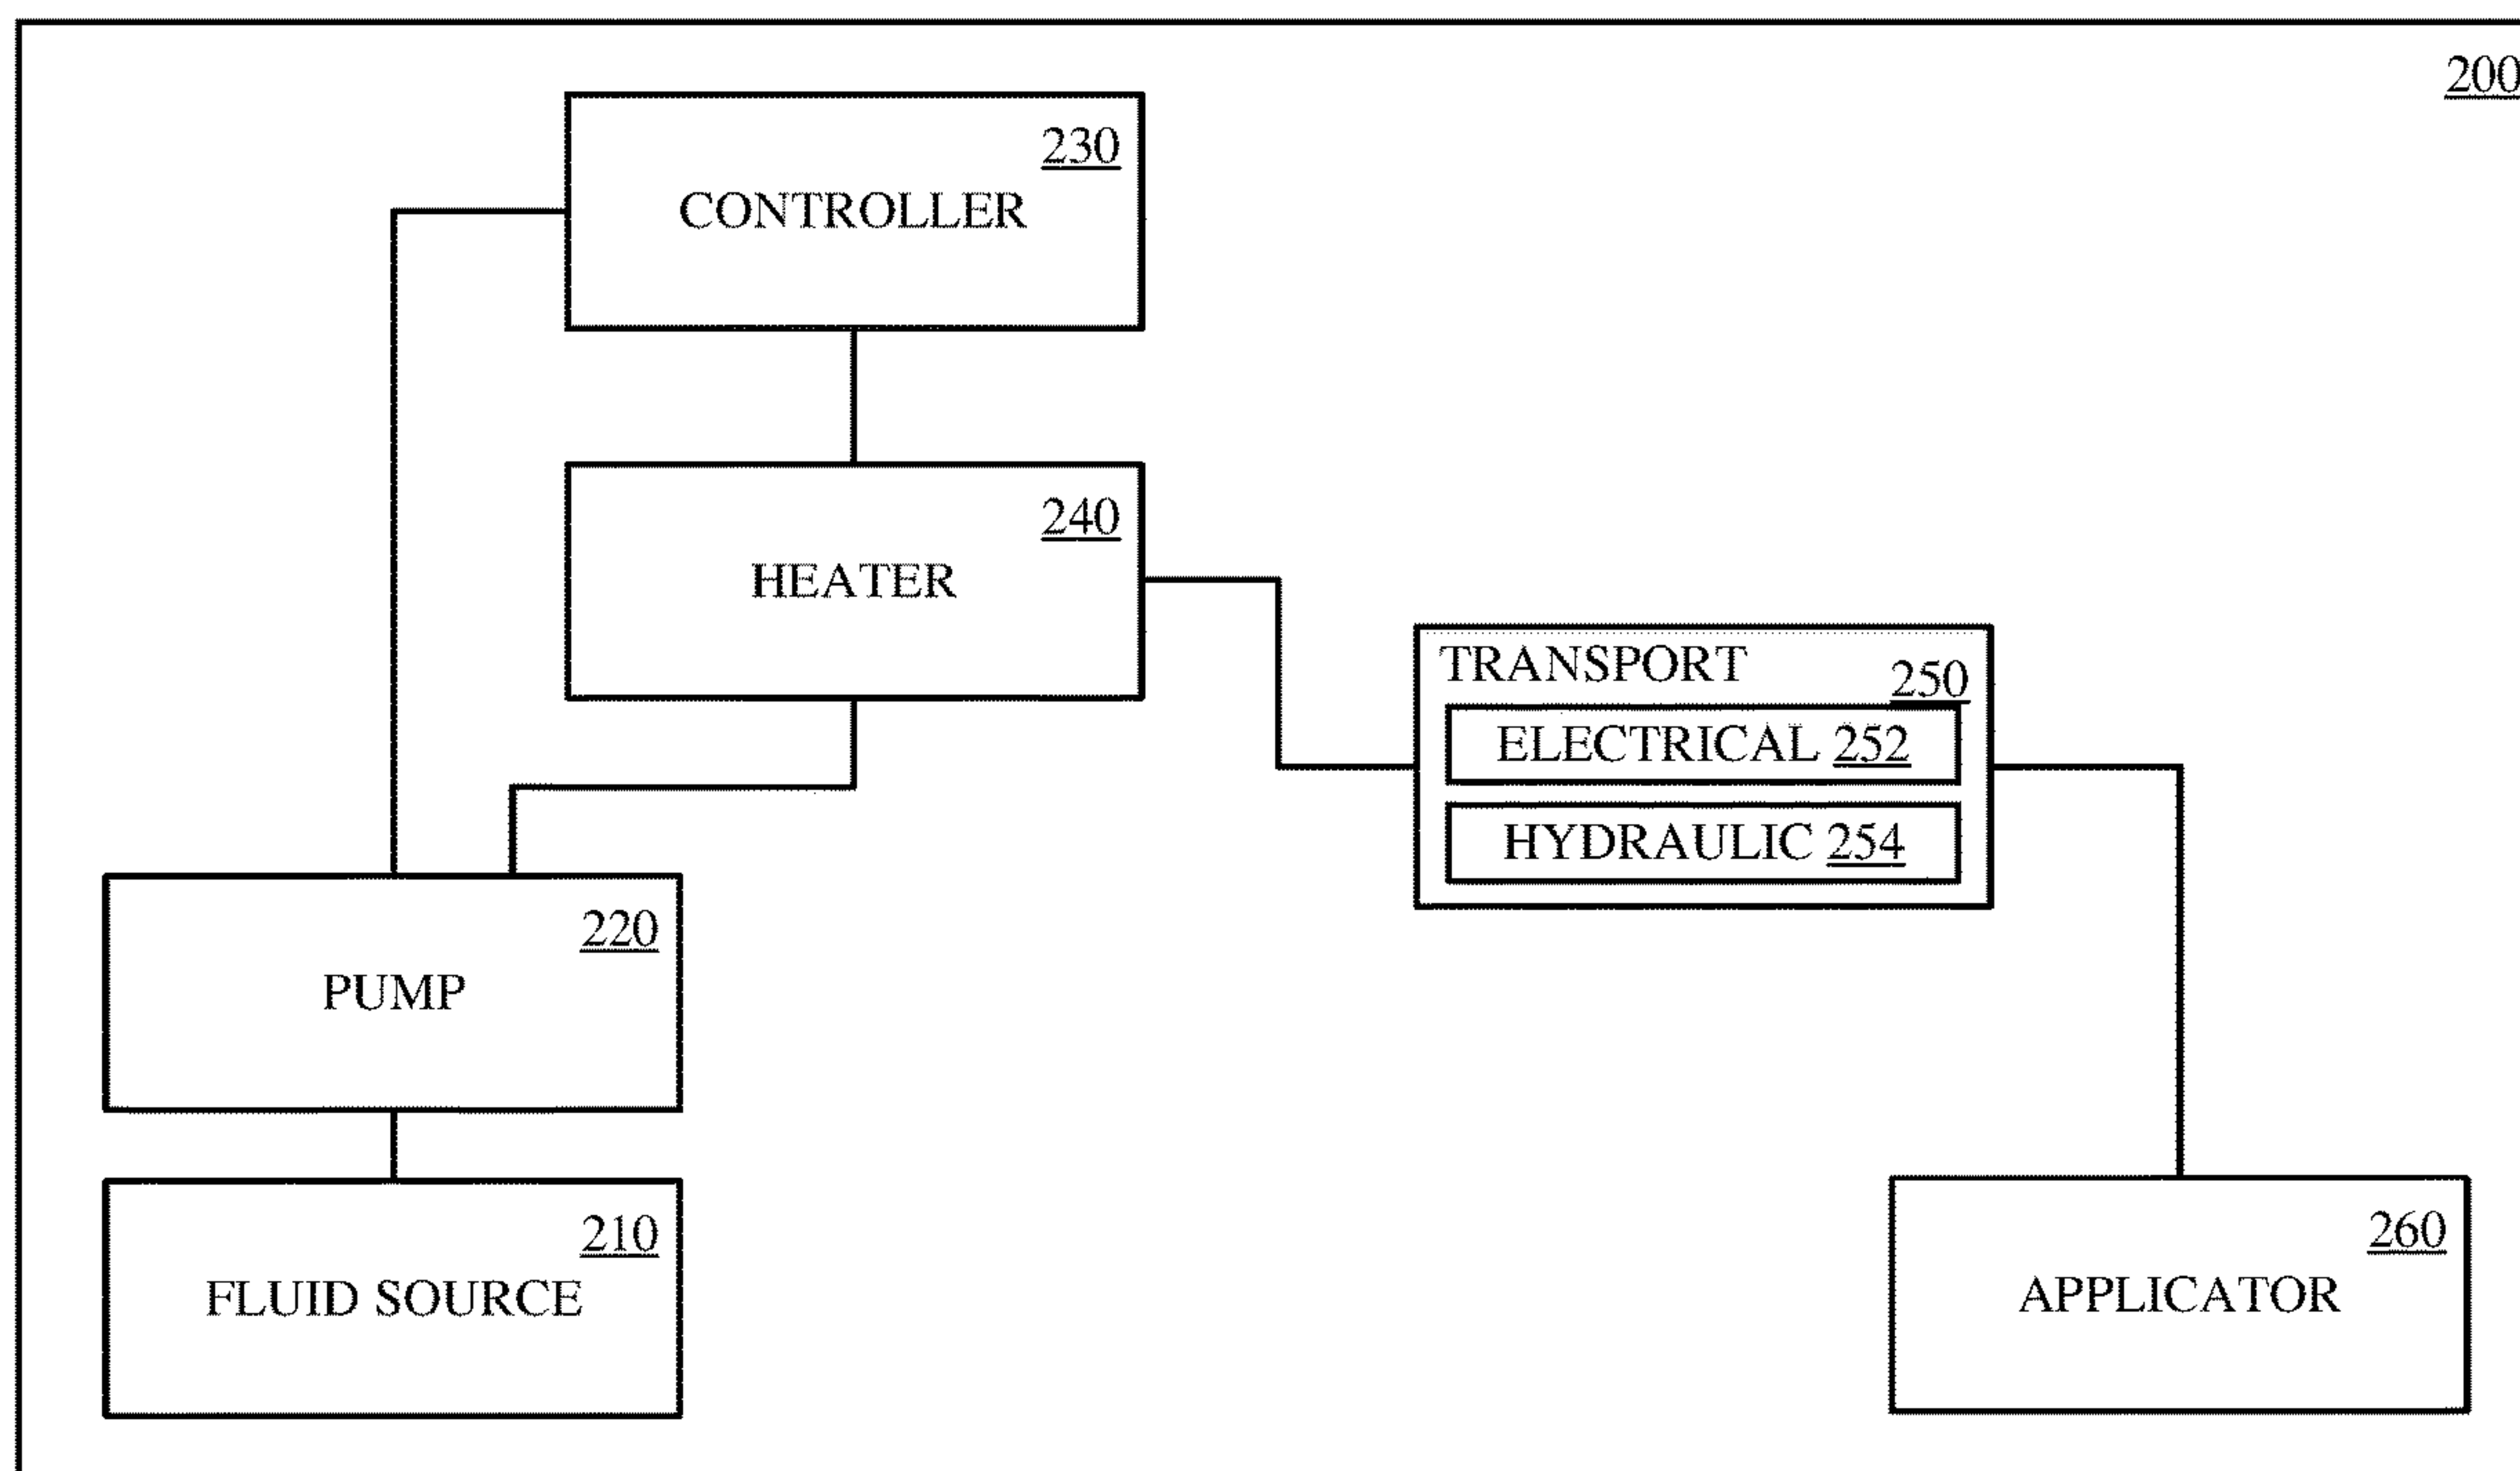 200
230
CONTROLLER
240
HEATER
TRANSPORT
250
ELECTRICAL 252
HYDRAULIC 254
220
PUMP
210
FLUID SOURCE
260
APPLICATOR